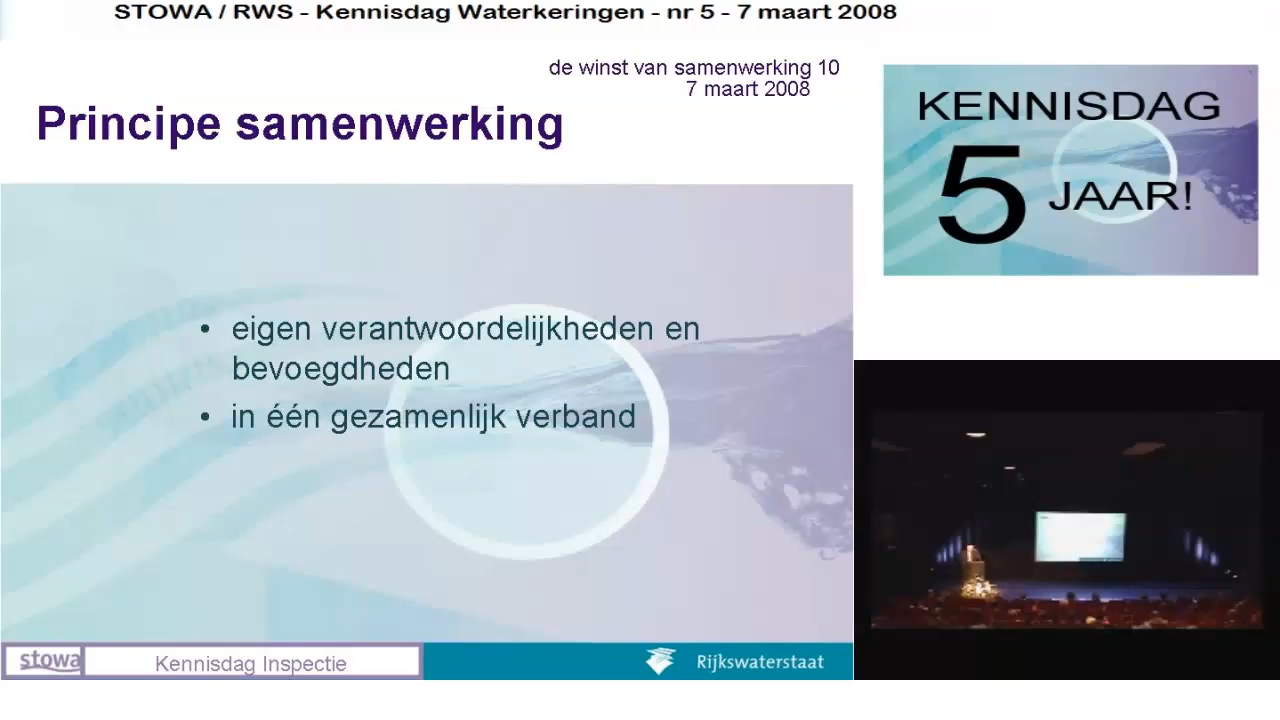 STOWA / RWS - Kennisdag Waterkeringen - nr 5 - 7 maart 2008
de winst van samenwerking 10
7 maart 2008
Principe samenwerking
• eigen verantwoordelijkheden en
bevoegdheden
• in één gezamenlijk verband
stowa
Kennisdag Inspectie
Rijkswaterstaat
KENNISDAG
5 JAAR!